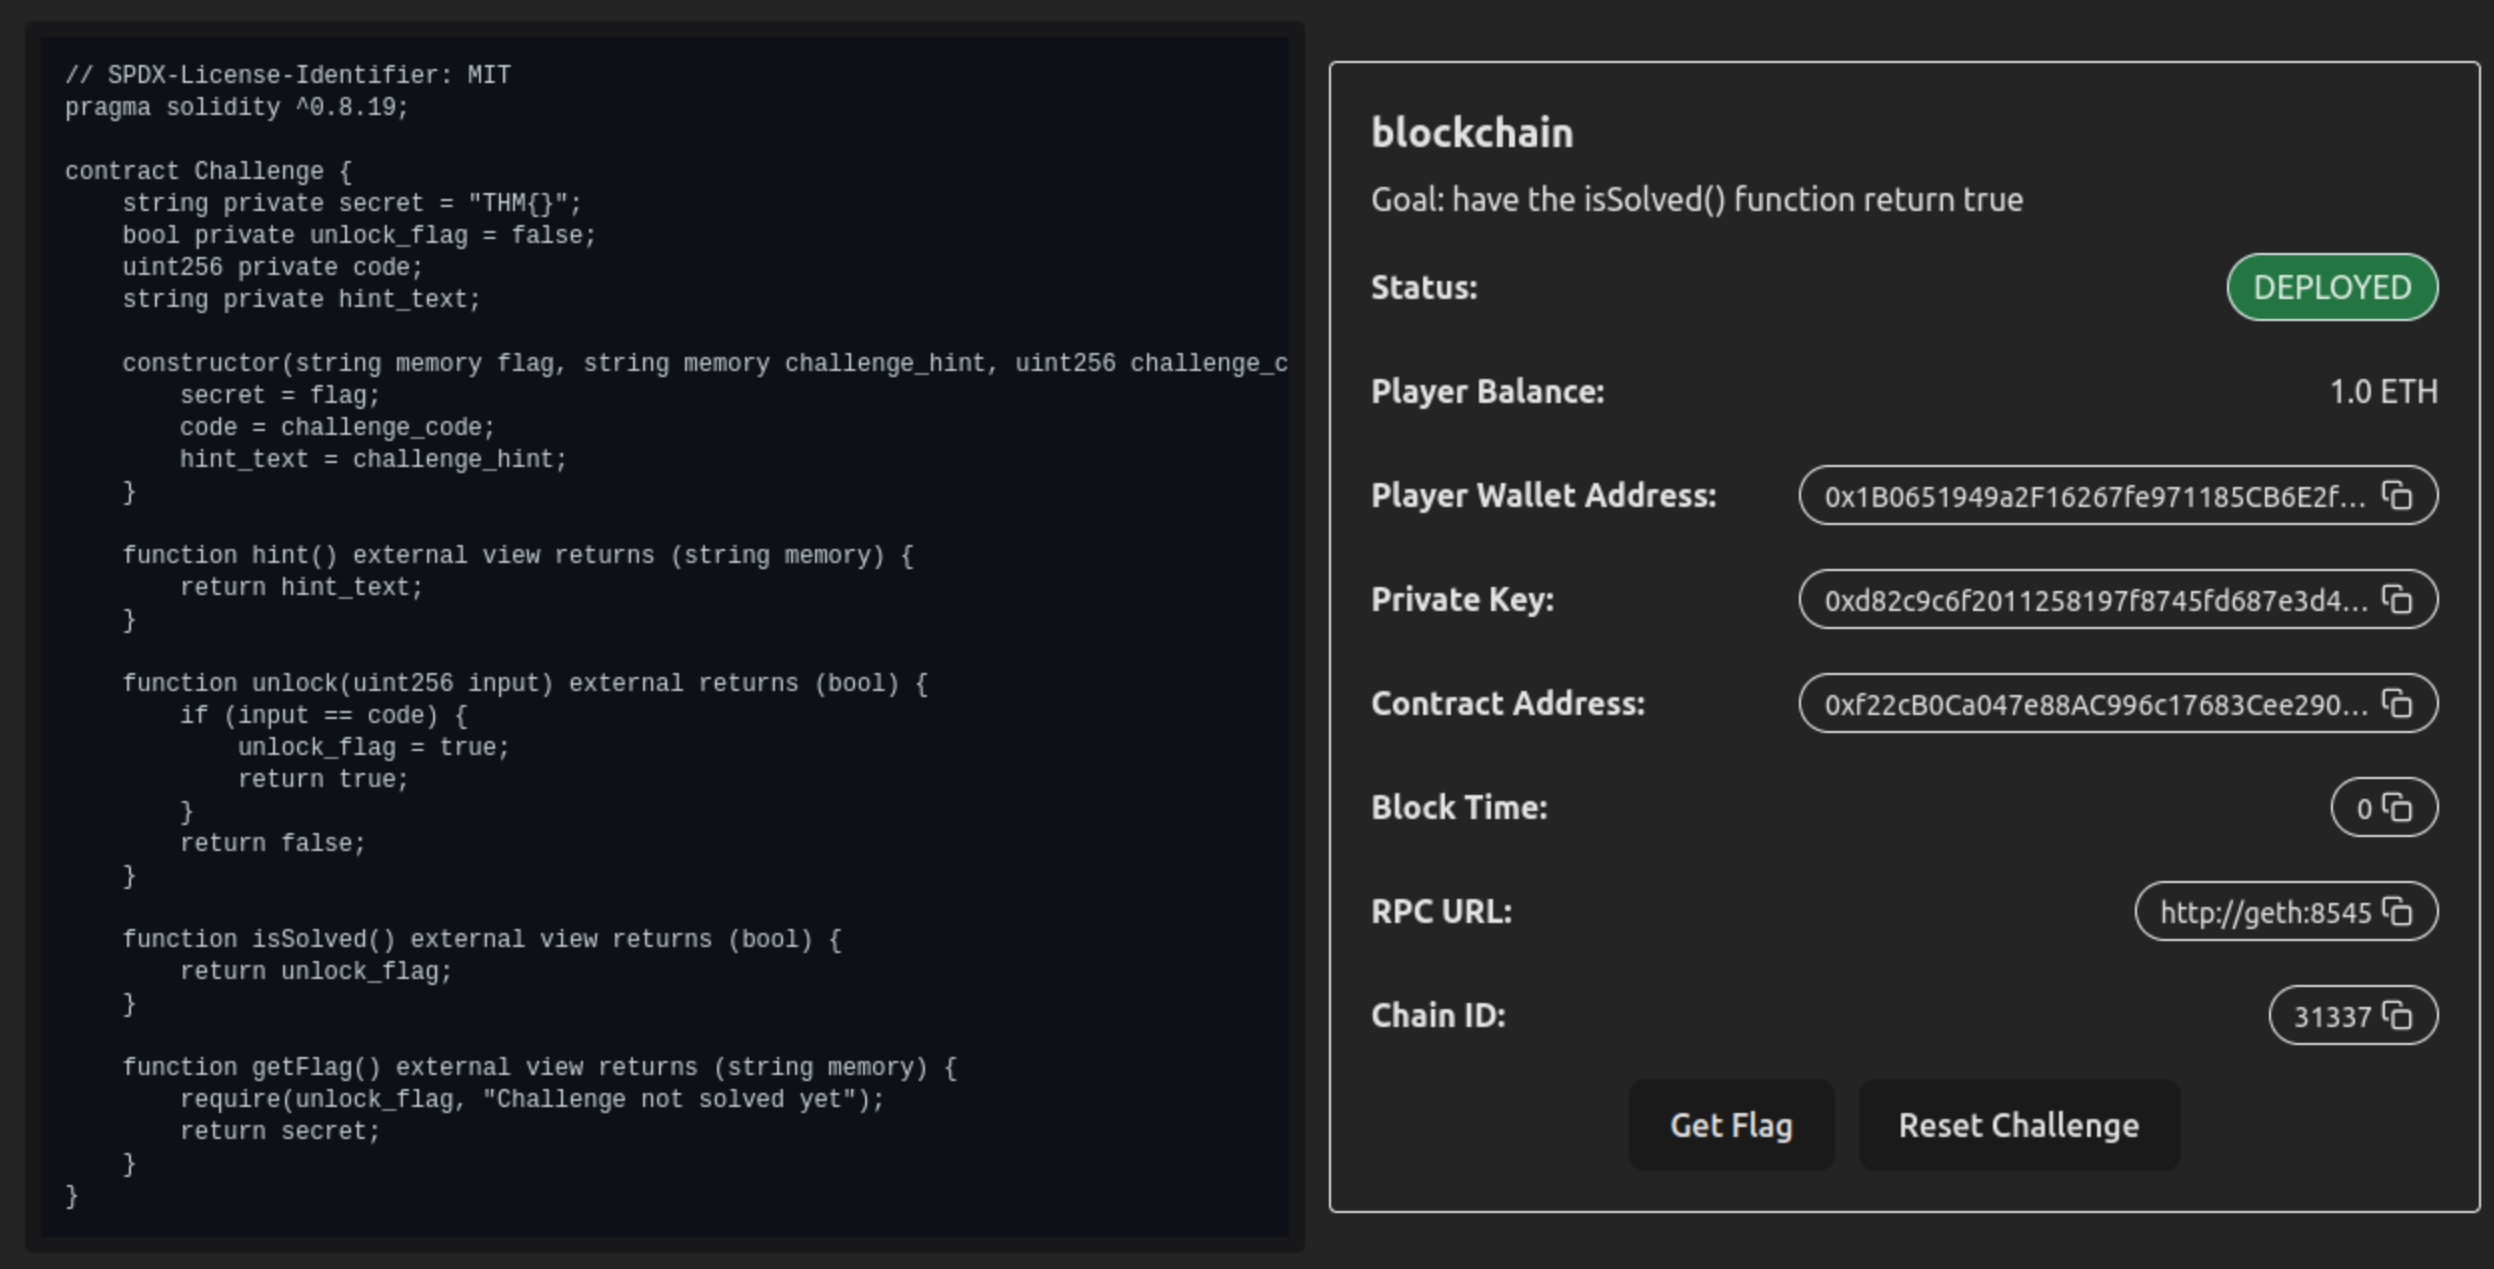 // SPDX-License-Identifier: MIT
pragma solidity ^0.8.19;

contract Challenge {
    string private secret = "THM{}";
    bool private unlock_flag = false;
    uint256 private code;
    string private hint_text;

    constructor(string memory flag, string memory challenge_hint, uint256 challenge_c
        secret = flag;
        code = challenge_code;
        hint_text = challenge_hint;
    }

    function hint() external view returns (string memory) {
        return hint_text;
    }

    function unlock(uint256 input) external returns (bool) {
        if (input == code) {
            unlock_flag = true;
            return true;
        }
        return false;
    }

    function isSolved() external view returns (bool) {
        return unlock_flag;
    }

    function getFlag() external view returns (string memory) {
        require(unlock_flag, "Challenge not solved yet");
        return secret;
    }
}
blockchain
Goal: have the isSolved() function return true
Status: DEPLOYED
Player Balance: 1.0 ETH
Player Wallet Address: 0x1B0651949a2F16267fe971185CB6E2f...
Private Key: 0xd82c9c6f2011258197f8745fd687e3d4...
Contract Address: 0xf22cB0Ca047e88AC996c17683Cee290...
Block Time: 0
RPC URL: http://geth:8545
Chain ID: 31337
Get Flag Reset Challenge